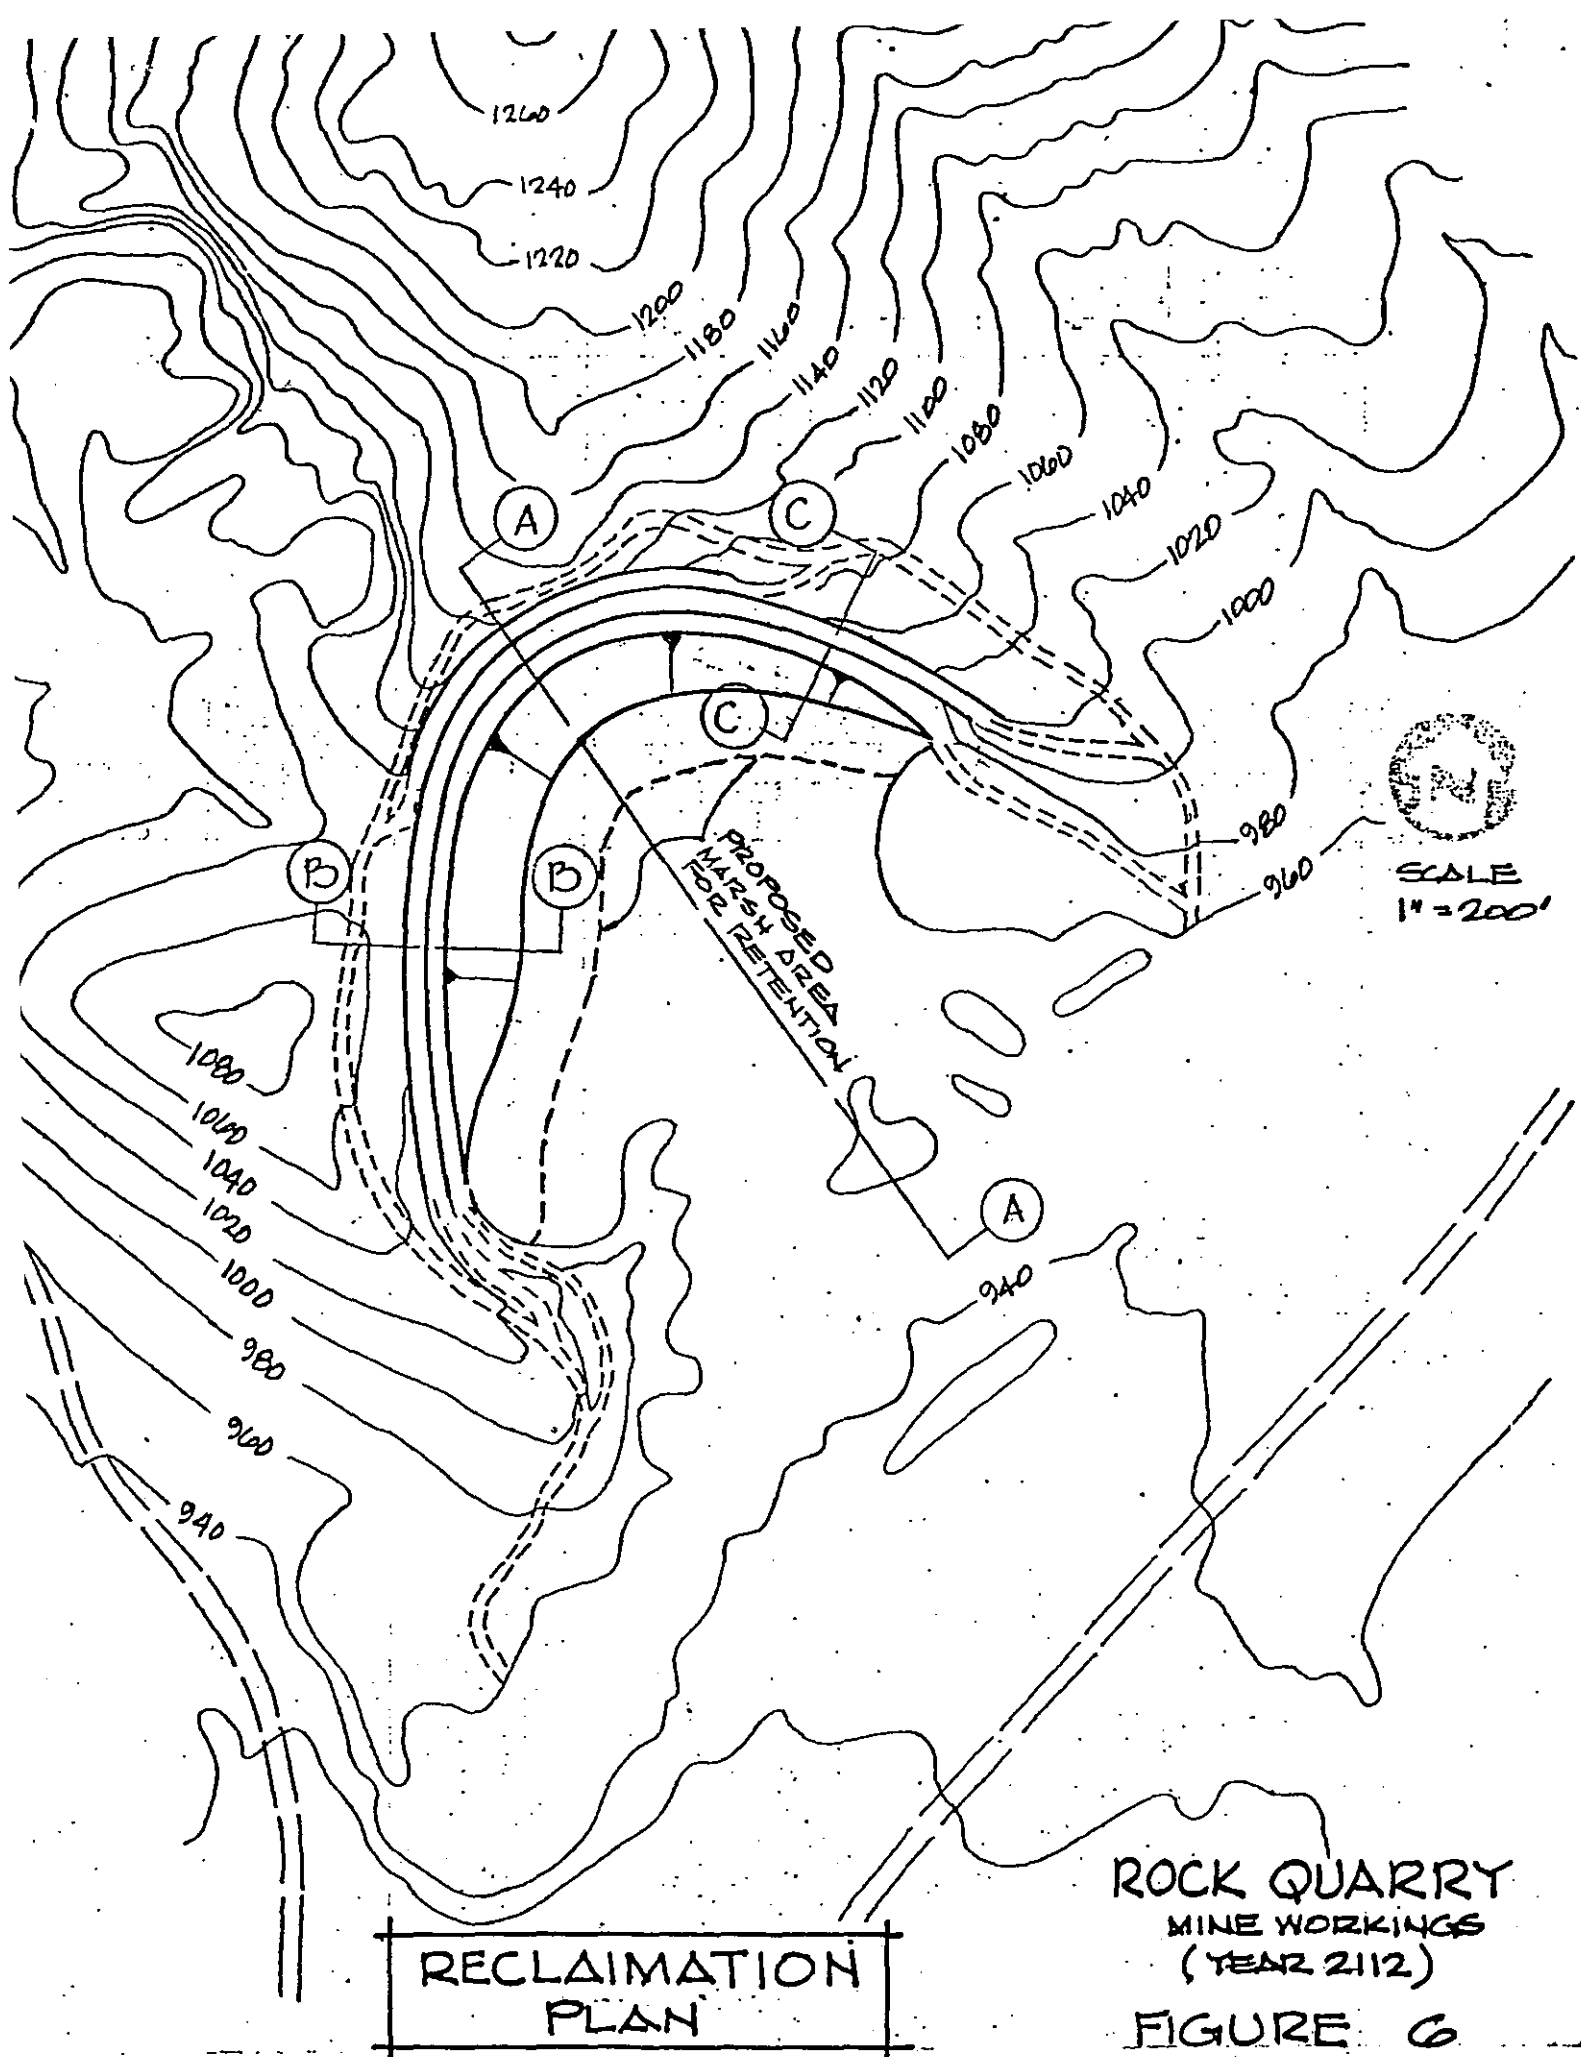 1260
1240
1220
1200
1180
1160
1140
1120
1100
1080
1060
1040
1020
1000
980
960
A
C
C
B
B
N
SCALE
1" = 200'
PROPOSED
MARSH AREA
FOR RETENTION
1080
1060
1040
1020
1000
980
960
940
A
940
ROCK QUARRY
MINE WORKINGS
(YEAR 2112)
FIGURE 6
RECLAIMATION
PLAN